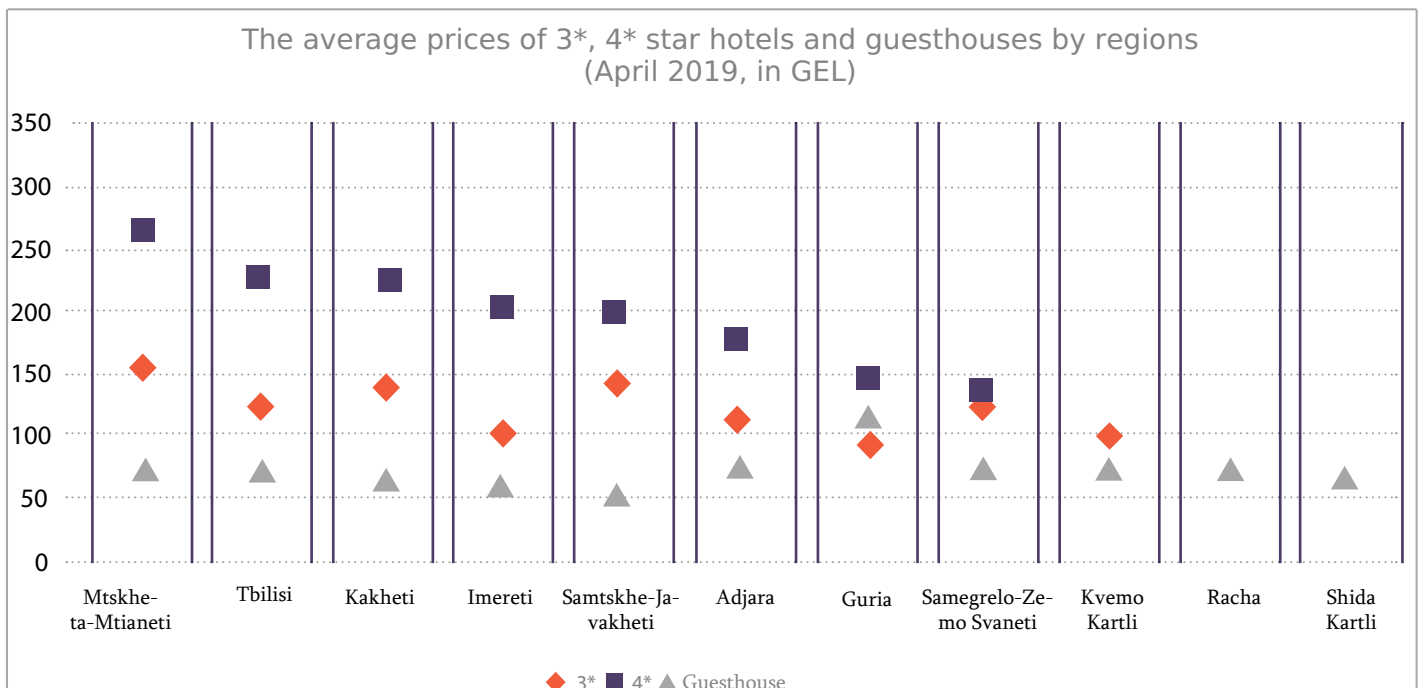 The average prices of 3*, 4* star hotels and guesthouses by regions
(April 2019, in GEL)
350
300
250
200
150
100
50
0
Mtskhe-
ta-Mtianeti
Tbilisi
Kakheti
Imereti
Samtskhe-Ja-
vakheti
Adjara
Guria
Samegrelo-Ze-
mo Svaneti
Kvemo
Kartli
Racha
Shida
Kartli
3* 4* Guesthouse